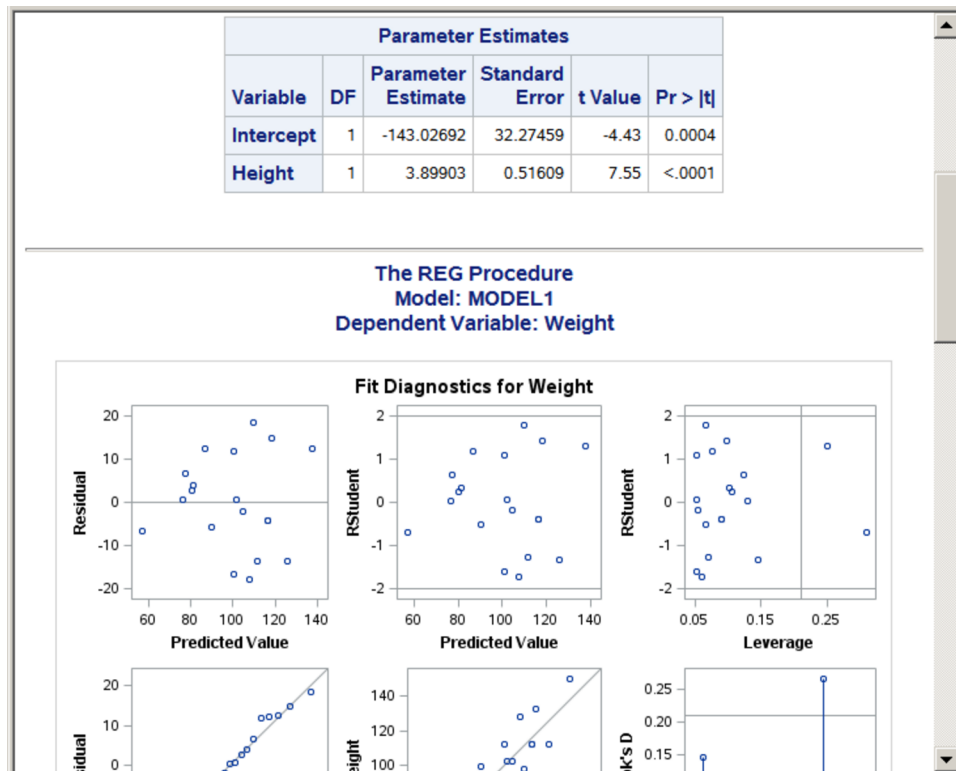 Parameter Estimates
Variable DF Parameter Estimate Standard Error t Value Pr > |t|
Intercept 1 -143.02692 32.27459 -4.43 0.0004
Height 1 3.89903 0.51609 7.55 <.0001
The REG Procedure
Model: MODEL1
Dependent Variable: Weight
Fit Diagnostics for Weight
Residual
20
10
0
-10
-20
60 80 100 120 140
Predicted Value
RStudent
2
1
0
-1
-2
60 80 100 120 140
Predicted Value
RStudent
2
1
0
-1
-2
0.05 0.15 0.25
Leverage
20
10
0
140
120
100
0.25
0.20
0.15